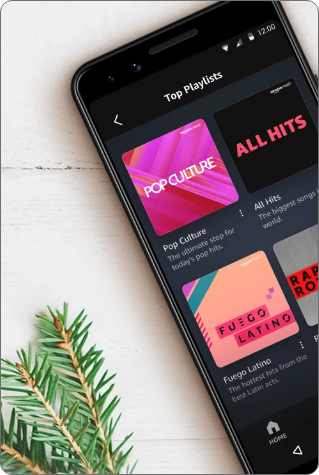 12:00
Top Playlists
amazon music
POP CULTURE
amazon music
ALL HITS
Pop Culture
The ultimate stop for
today's pop hits.
All Hits
The biggest songs
world.
FUEGO
LATINO
RAP
RO
Fuego Latino
The hottest hits from the
best Latin acts.
HOME